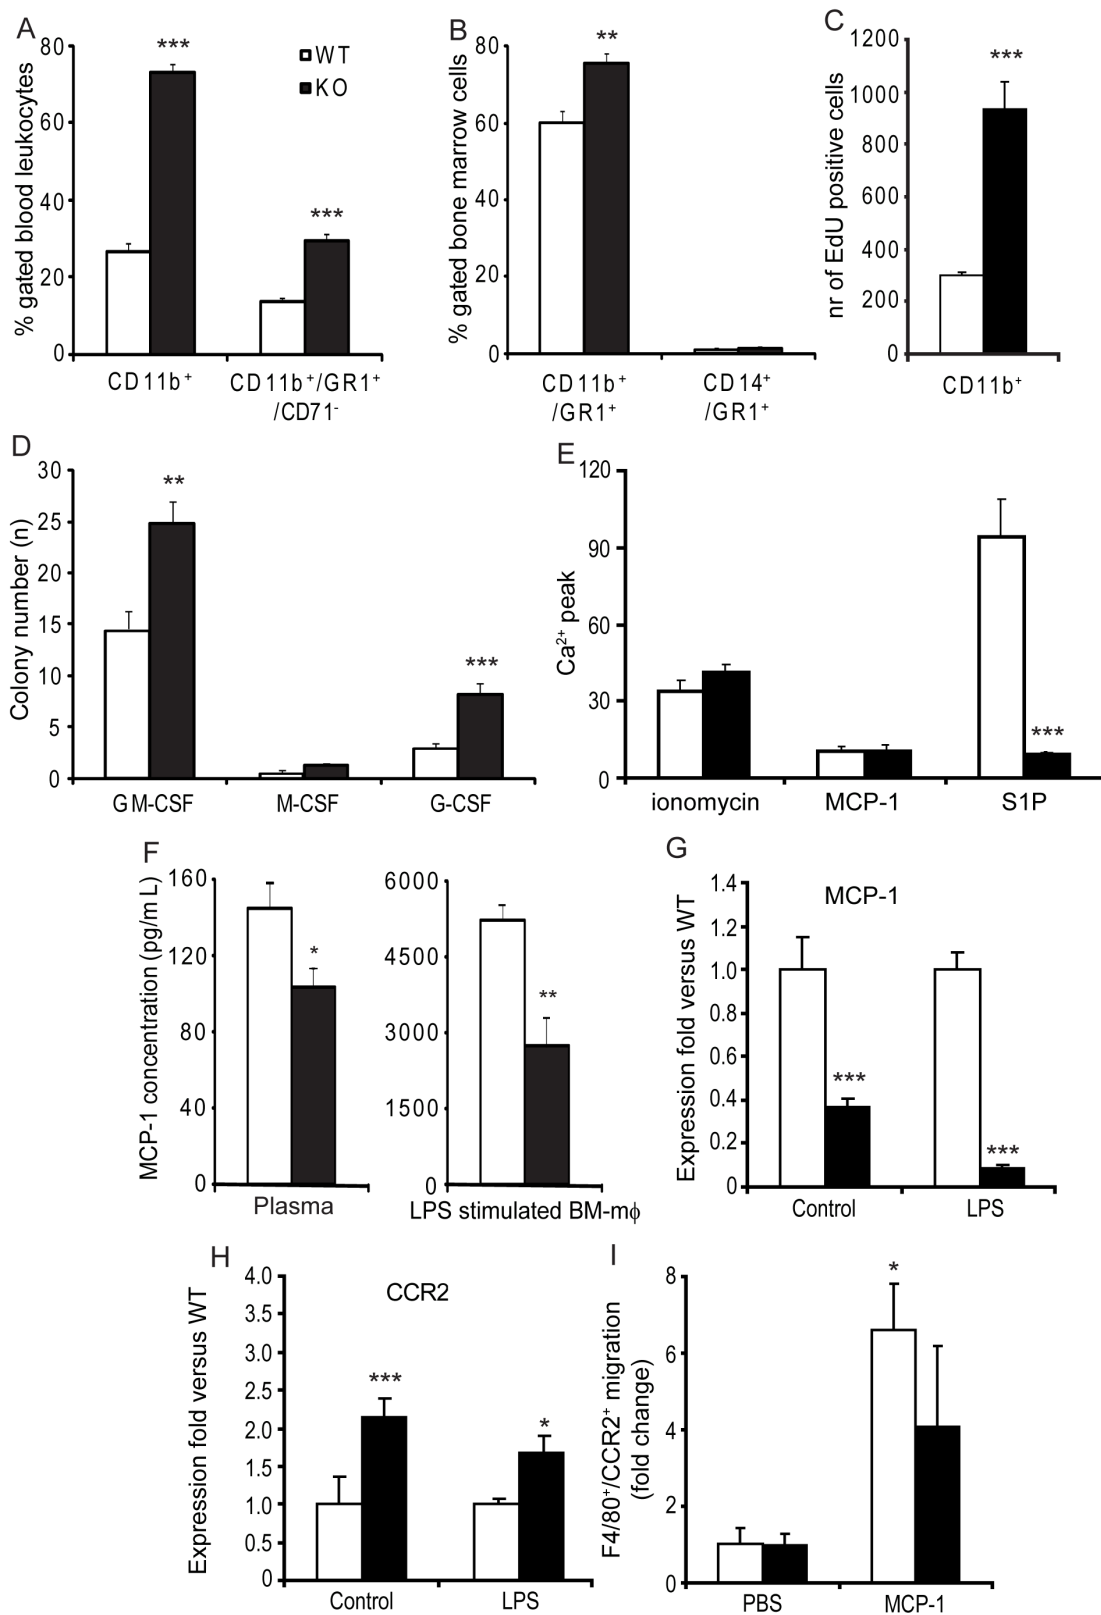 A
% gated blood leukocytes
80
60
40
20
0
***
***
WT
KO
CD11b+
CD11b+/GR1+
/CD71-
B
% gated bone marrow cells
80
60
40
20
0
**
CD11b+
/GR1+
CD14+
/GR1+
C
nr of EdU positive cells
1200
1000
800
600
400
200
0
***
CD11b+
D
Colony number (n)
30
25
20
15
10
5
0
**
***
GM-CSF
M-CSF
G-CSF
E
Ca2+ peak
120
90
60
30
0
***
ionomycin
MCP-1
S1P
F
MCP-1 concentration (pg/mL)
160
120
80
40
0
*
Plasma
6000
4500
3000
1500
0
**
LPS stimulated BM-mϕ
G
Expression fold versus WT
1.4
1.2
1.0
0.8
0.6
0.4
0.2
0
MCP-1
***
***
Control
LPS
H
Expression fold versus WT
4.0
3.5
3.0
2.5
2.0
1.5
1.0
0.5
0
CCR2
***
*
Control
LPS
I
F4/80+/CCR2+ migration
(fold change)
8
6
4
2
0
*
PBS
MCP-1